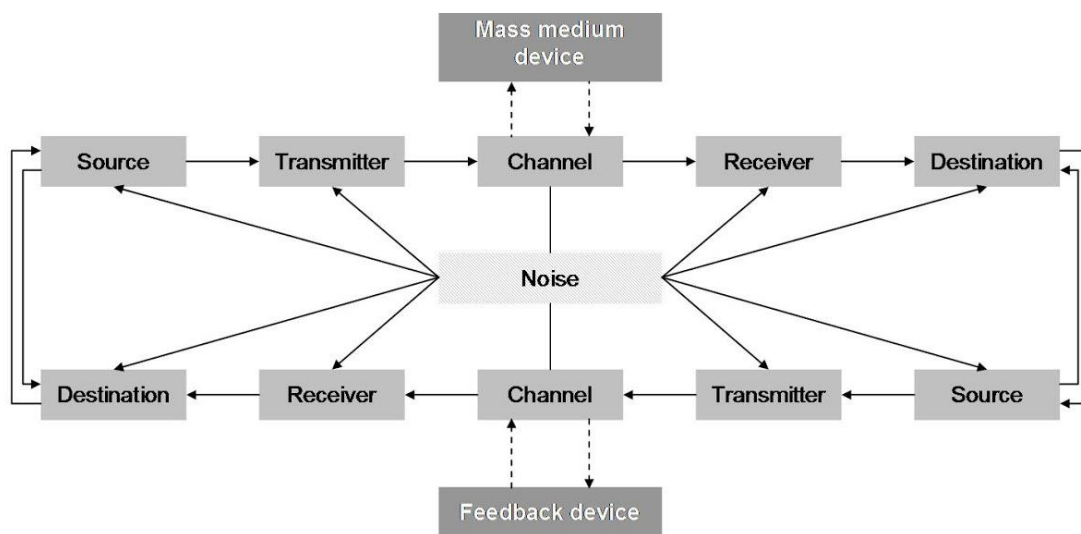 Mass medium
device
Source
Transmitter
Channel
Receiver
Destination
Noise
Destination
Receiver
Channel
Transmitter
Source
Feedback device